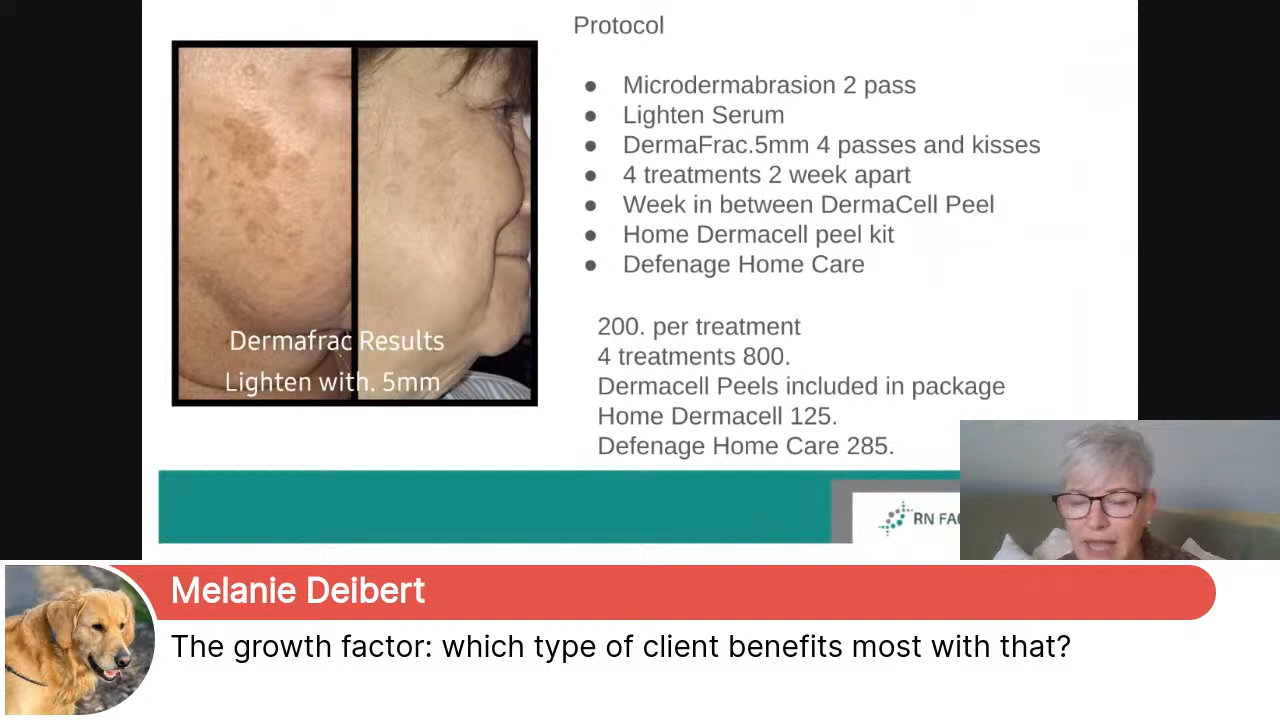 Protocol
● Microdermabrasion 2 pass
● Lighten Serum
● DermaFrac.5mm 4 passes and kisses
● 4 treatments 2 week apart
● Week in between DermaCell Peel
● Home Dermacell peel kit
● Defenage Home Care
200. per treatment
4 treatments 800.
Dermacell Peels included in package
Home Dermacell 125.
Defenage Home Care 285.
Dermafrac Results
Lighten with. 5mm
RN
Melanie Deibert
The growth factor: which type of client benefits most with that?